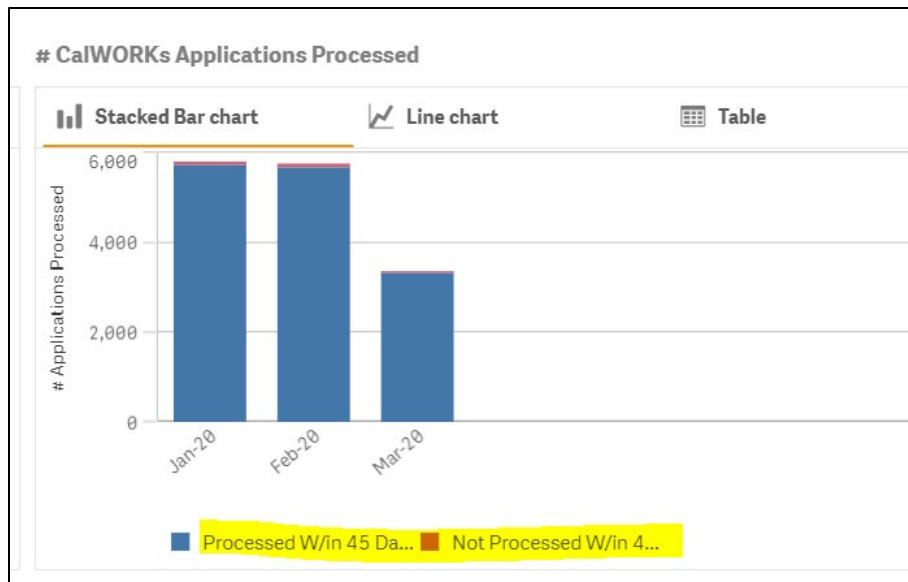 # CalWORKs Applications Processed
Stacked Bar chart
Line chart
Table
# Applications Processed
6,000
4,000
2,000
0
Jan-20
Feb-20
Mar-20
Processed W/in 45 Da...
Not Processed W/in 4...